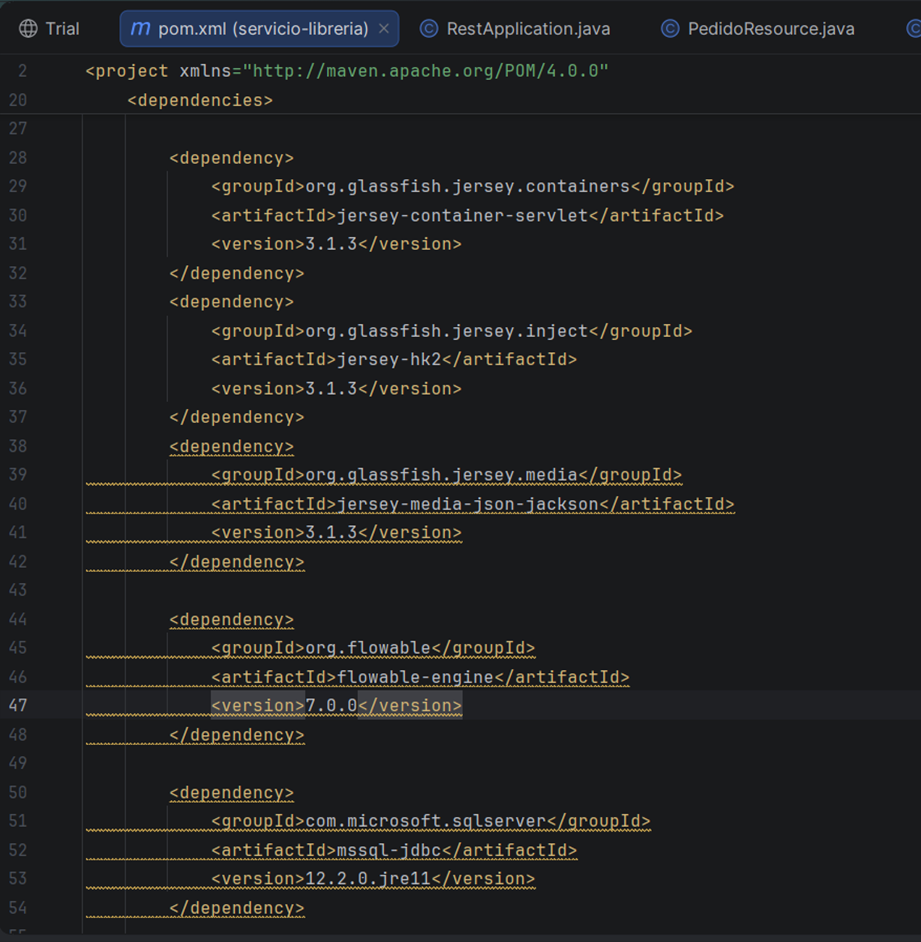 Trial
m pom.xml (servicio-libreria) ×
© RestApplication.java
© PedidoResource.java
2 <project xmlns="http://maven.apache.org/POM/4.0.0"
20 <dependencies>
27
28 <dependency>
29 <groupId>org.glassfish.jersey.containers</groupId>
30 <artifactId>jersey-container-servlet</artifactId>
31 <version>3.1.3</version>
32 </dependency>
33 <dependency>
34 <groupId>org.glassfish.jersey.inject</groupId>
35 <artifactId>jersey-hk2</artifactId>
36 <version>3.1.3</version>
37 </dependency>
38 <dependency>
39 <groupId>org.glassfish.jersey.media</groupId>
40 <artifactId>jersey-media-json-jackson</artifactId>
41 <version>3.1.3</version>
42 </dependency>
43
44 <dependency>
45 <groupId>org.flowable</groupId>
46 <artifactId>flowable-engine</artifactId>
47 <version>7.0.0</version>
48 </dependency>
49
50 <dependency>
51 <groupId>com.microsoft.sqlserver</groupId>
52 <artifactId>mssql-jdbc</artifactId>
53 <version>12.2.0.jre11</version>
54 </dependency>